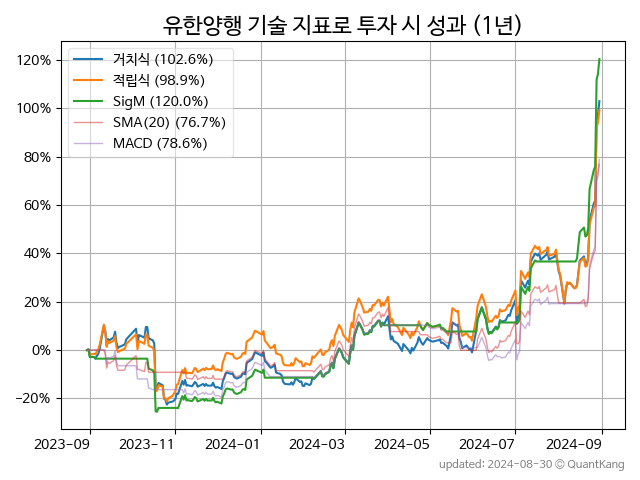 유한양행 기술 지표로 투자 시 성과 (1년)
거치식 (102.6%)
적립식 (98.9%)
SigM (120.0%)
SMA(20) (76.7%)
MACD (78.6%)
120%
100%
80%
60%
40%
20%
0%
−20%
2023−09 2023−11 2024−01 2024−03 2024−05 2024−07 2024−09
updated: 2024-08-30 © QuantKang